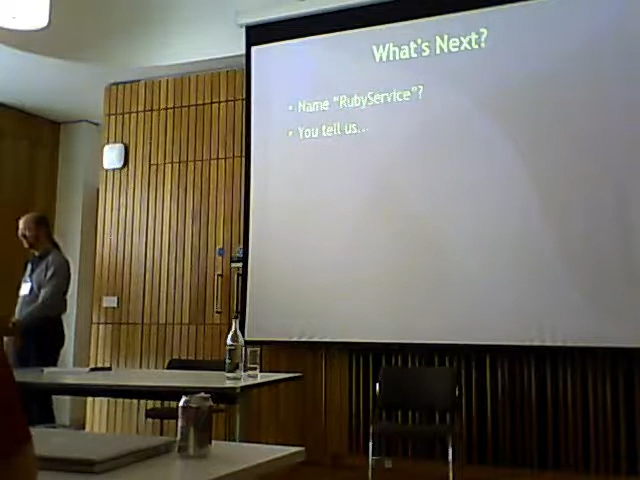 What's Next?
• Name "RubyService"?
• You tell us...